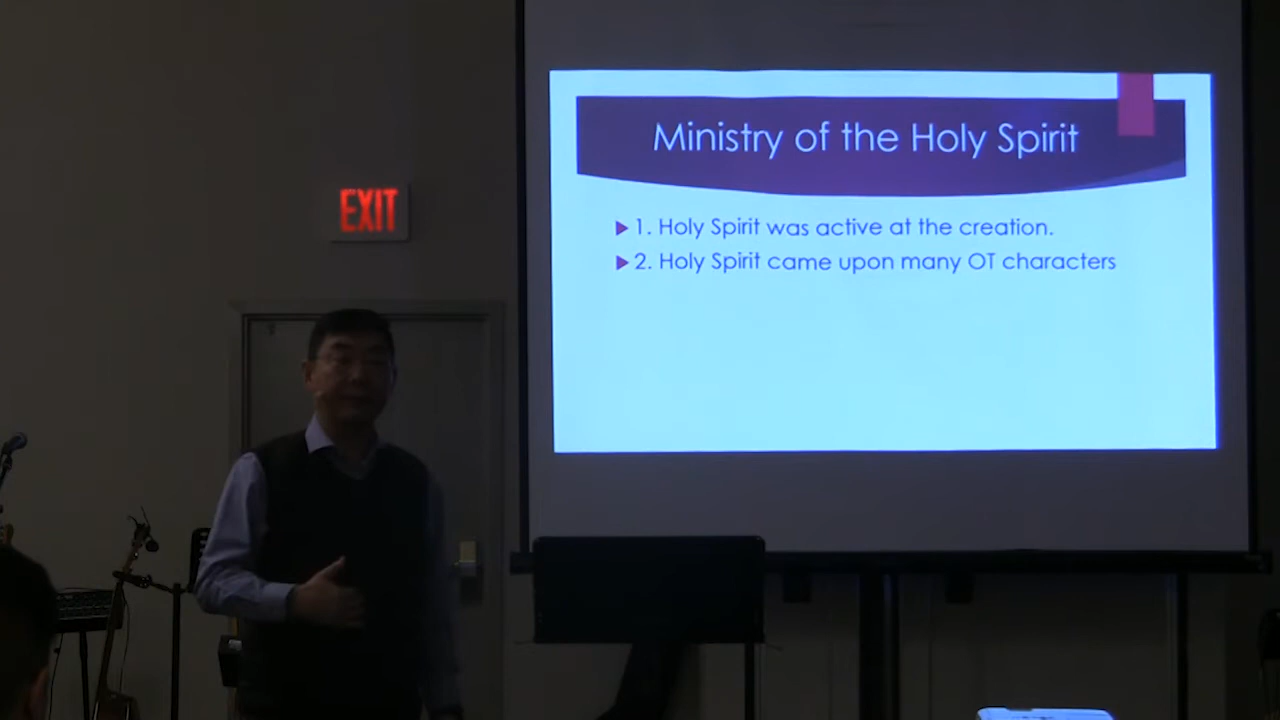 EXIT
Ministry of the Holy Spirit
1. Holy Spirit was active at the creation.
2. Holy Spirit came upon many OT characters